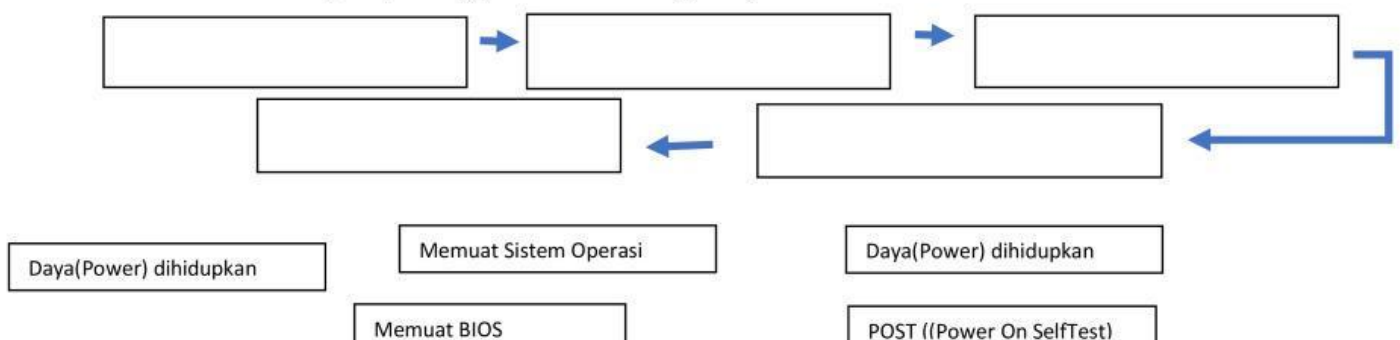 Memuat Sistem Operasi
Daya(Power) dihidupkan
Daya(Power) dihidupkan
Memuat BIOS
POST ((Power On SelfTest)